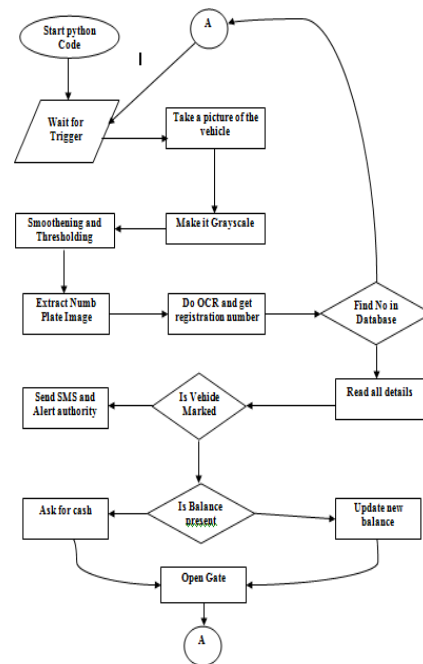 Start python
Code
A
Wait for
Trigger
Take a picture of the
vehicle
Make it Grayscale
Smoothening and
Thresholding
Extract Numb
Plate Image
Do OCR and get
registration number
Find No in
Database
Read all details
Is Vehicle
Marked
Send SMS and
Alert authority
Is Balance
present
Ask for cash
Update new
balance
Open Gate
A